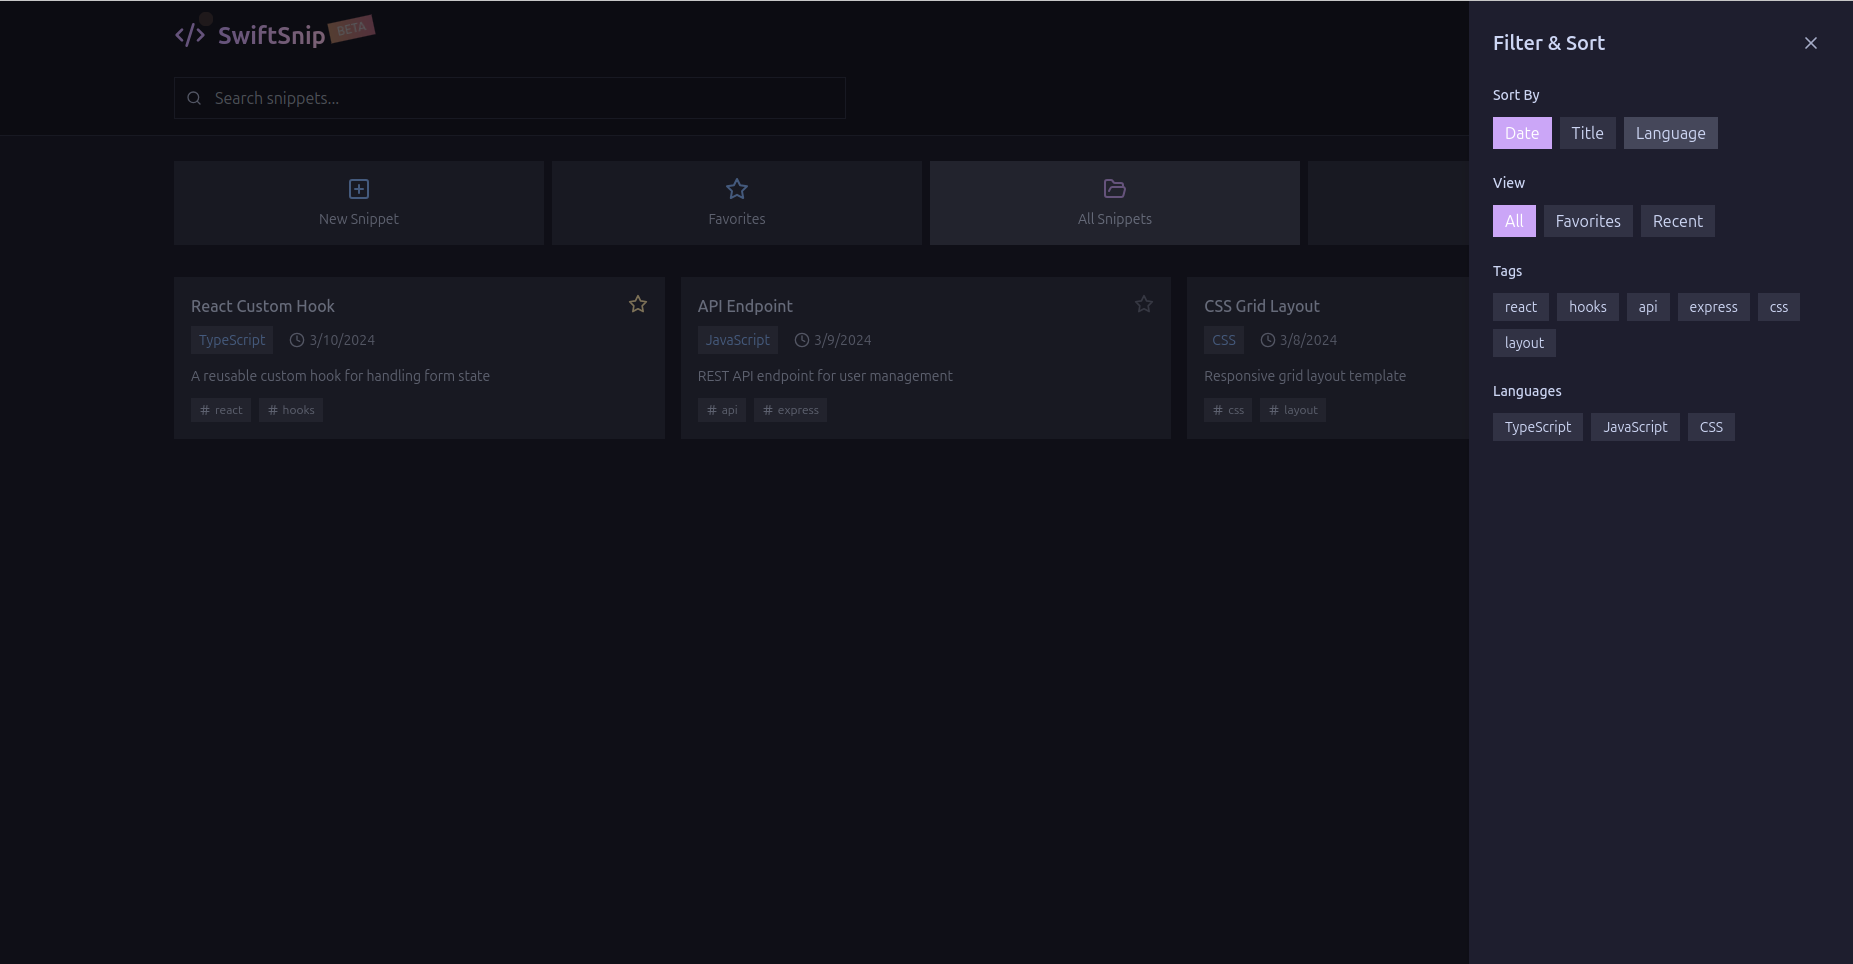 SwiftSnip BETA
Search snippets...
New Snippet
Favorites
All Snippets
React Custom Hook
TypeScript 3/10/2024
A reusable custom hook for handling form state
# react # hooks
API Endpoint
JavaScript 3/9/2024
REST API endpoint for user management
# api # express
CSS Grid Layout
CSS 3/8/2024
Responsive grid layout template
# css # layout
Filter & Sort
Sort By
Date Title Language
View
All Favorites Recent
Tags
react hooks api express css
layout
Languages
TypeScript JavaScript CSS